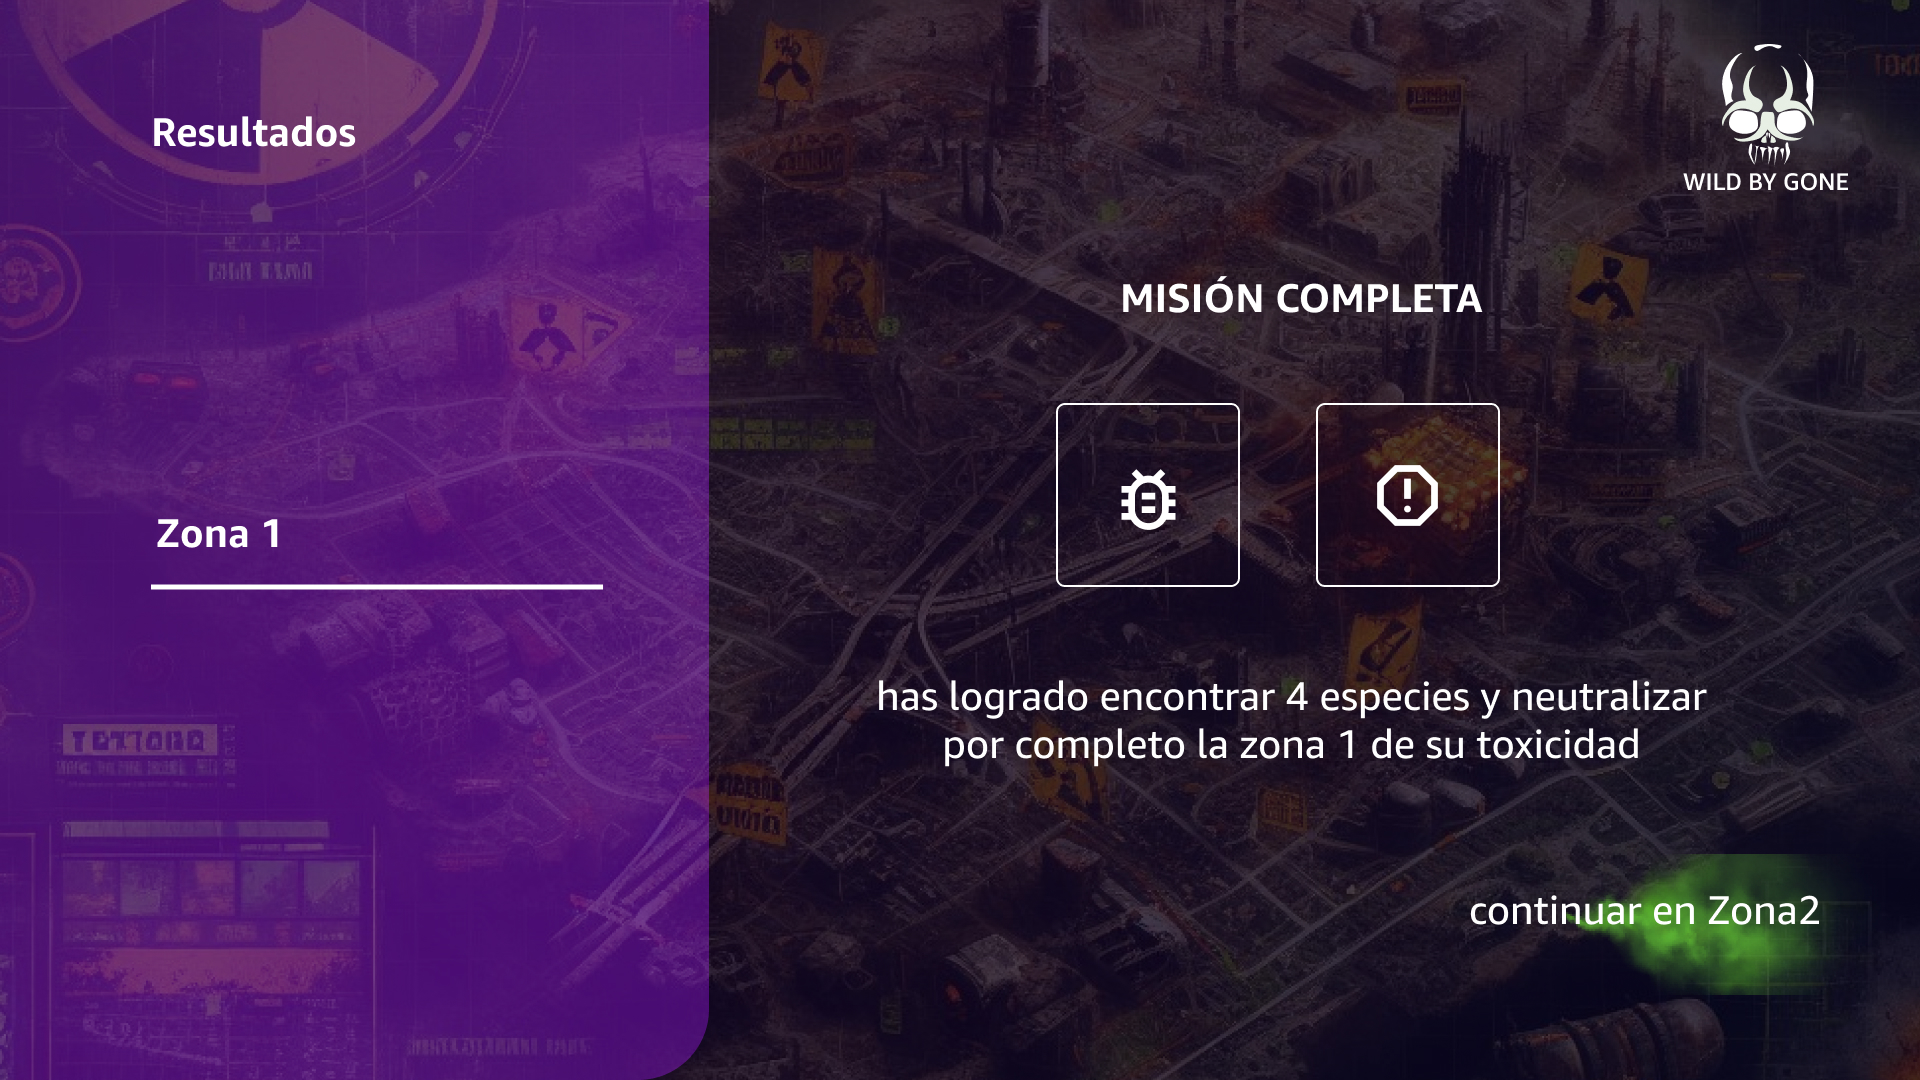 Resultados
WILD BY GONE
MISIÓN COMPLETA
Zona 1
has logrado encontrar 4 especies y neutralizar
por completo la zona 1 de su toxicidad
continuar en Zona2